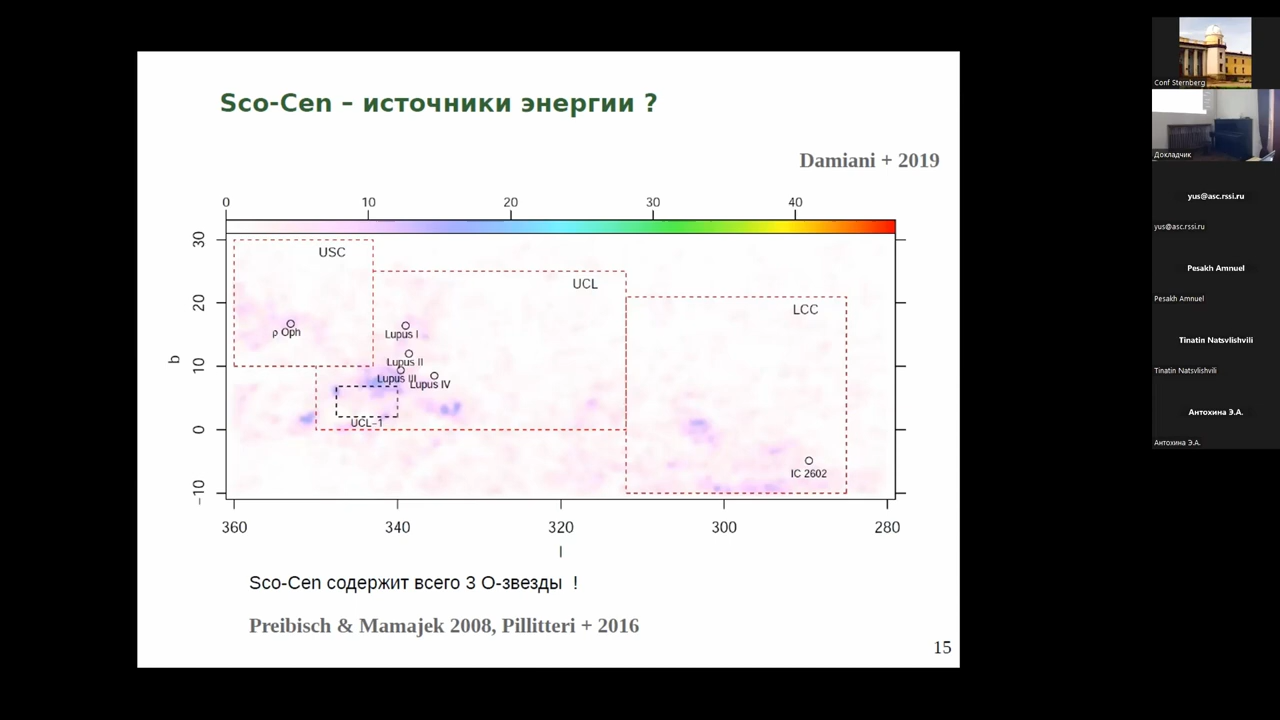 Sco-Cen – источники энергии ?
Damiani + 2019
0 10 20 30 40
USC
UCL
LCC
ρ Oph
Lupus I
Lupus II
Lupus III
Lupus IV
UCL-1
IC 2602
30
20
10
0
-10
b
360 340 320 300 280
l
Sco-Cen содержит всего 3 О-звезды !
Preibisch & Mamajek 2008, Pillitteri + 2016
15
Conf Sternberg
Докладчик
yus@asc.rssi.ru
yus@asc.rssi.ru
Pesakh Amnuel
Pesakh Amnuel
Tinatin Natsvlishvili
Tinatin Natsvlishvili
Антохина Э.А.
Антохина Э.А.